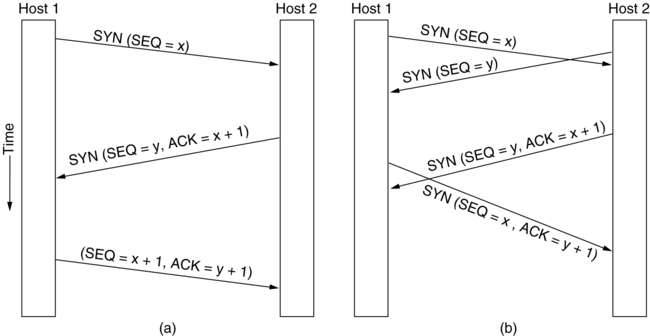 Host 1
Host 2
SYN (SEQ = x)
SYN (SEQ = y, ACK = x + 1)
(SEQ = x + 1, ACK = y + 1)
Time
(a)
Host 1
Host 2
SYN (SEQ = x)
SYN (SEQ = y)
SYN (SEQ = y, ACK = x + 1)
SYN (SEQ = x , ACK = y + 1)
(b)